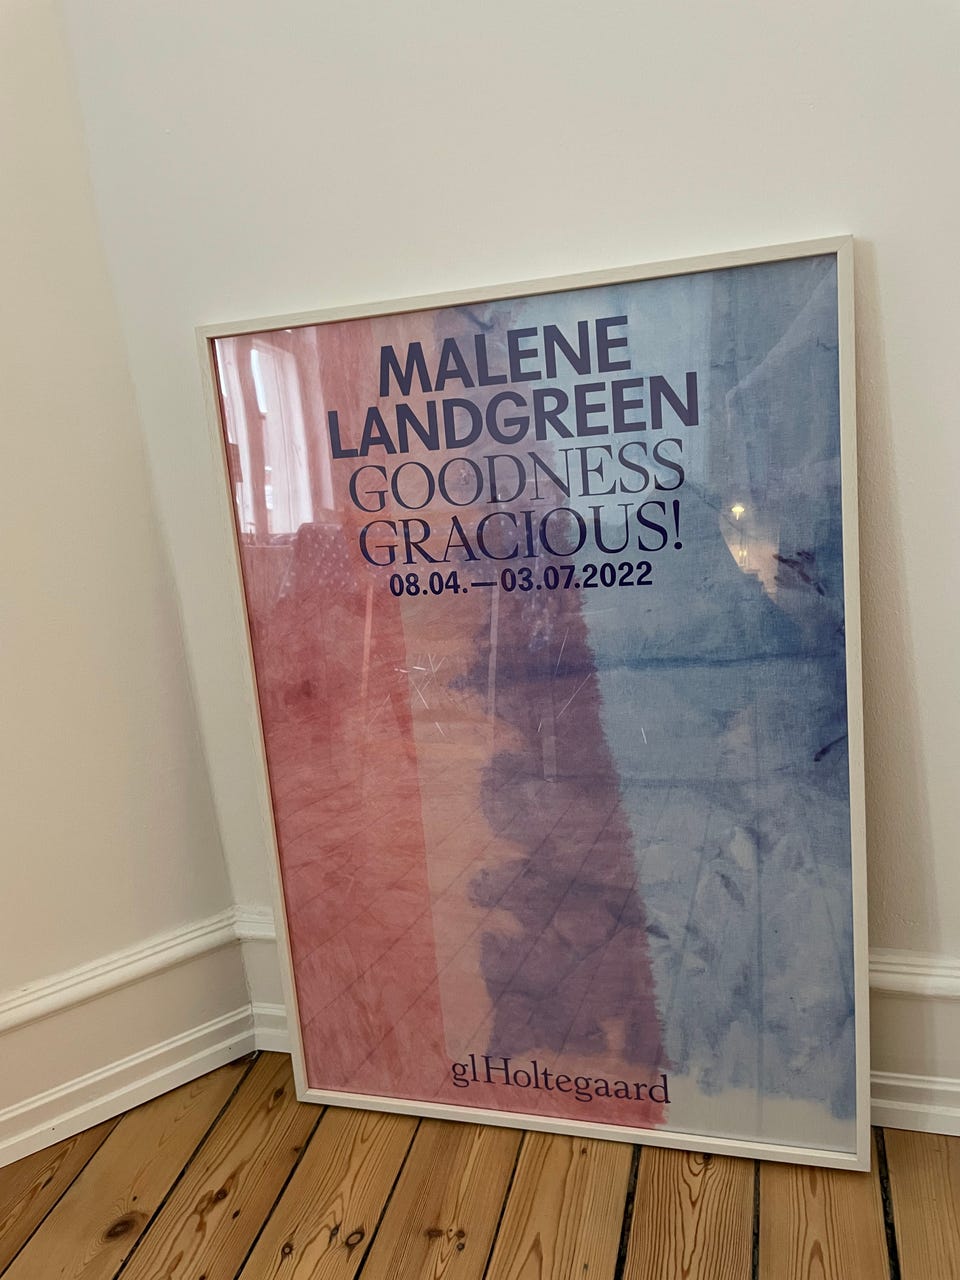 MALENE
LANDGREEN
GOODNESS
GRACIOUS!
08.04.—03.07.2022
glHoltegaard